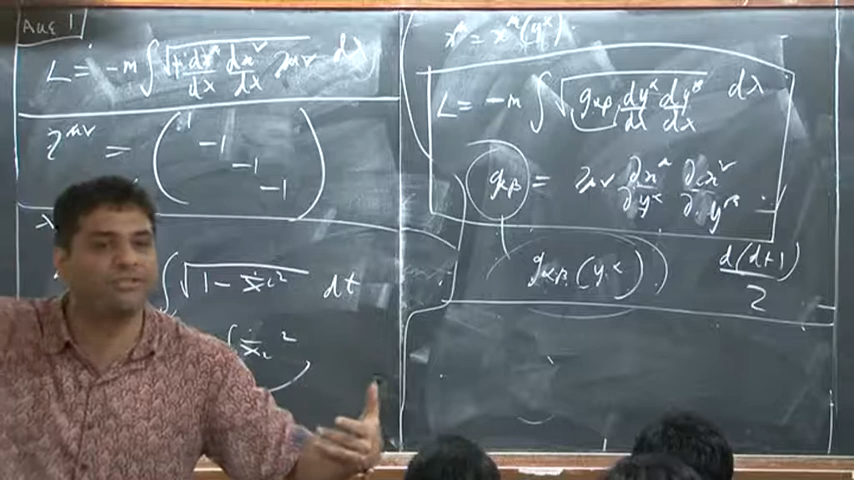 Aug 1
L = -m ∫ √( dx^μ/dλ dx^ν/dλ η_μν ) dλ
η^μν = ( 1 -1 -1 -1 )
∫ √( 1 - ẋ_i² ) dt
∫ ẋ_i²
x^μ = x^μ(y^α)
L = -m ∫ √( g_αβ dy^α/dλ dy^β/dλ ) dλ
g_αβ = η_μν ∂x^μ/∂y^α ∂x^ν/∂y^β
g_αβ (y^α)
d(d+1)/2